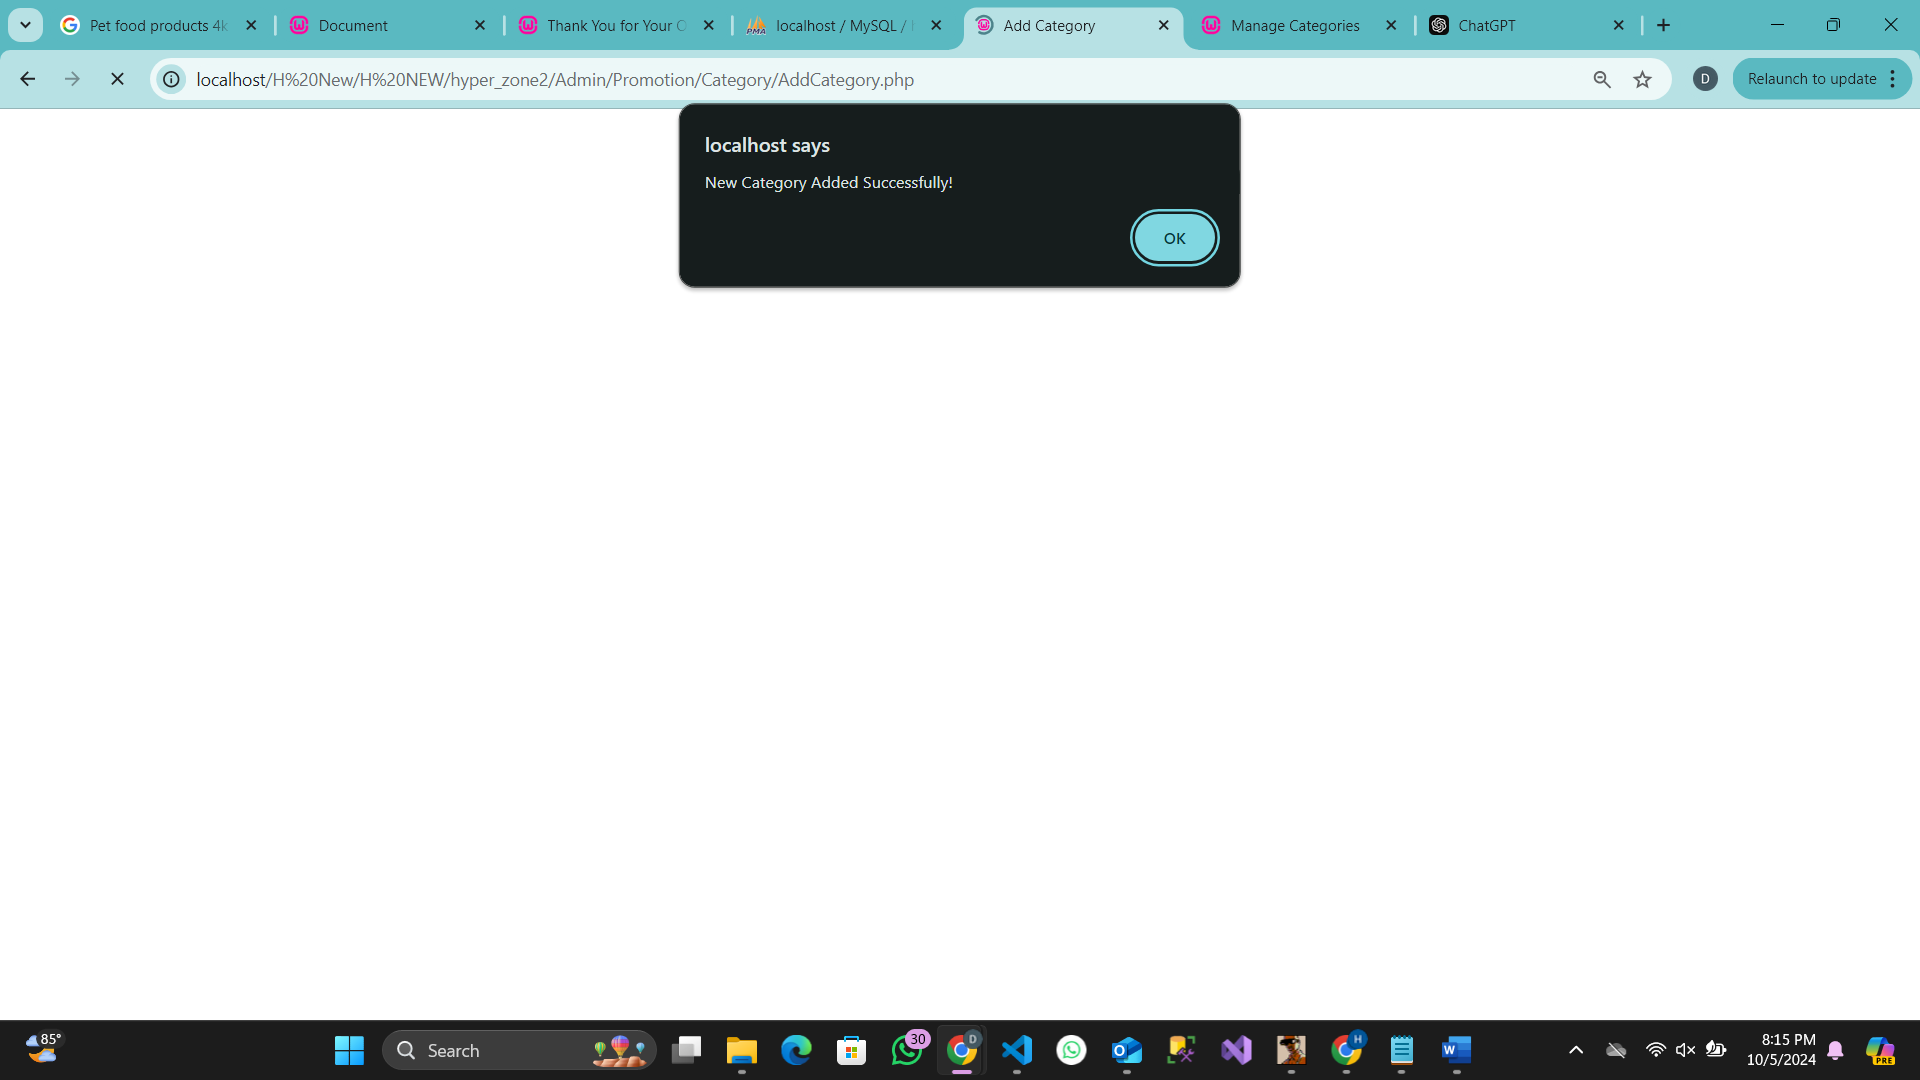 Pet food products 4k
Document
Thank You for Your O
localhost / MySQL /
Add Category
Manage Categories
ChatGPT
localhost/H%20New/H%20NEW/hyper_zone2/Admin/Promotion/Category/AddCategory.php
D
Relaunch to update
localhost says
New Category Added Successfully!
OK
85°
Search
30
D
H
W
8:15 PM
10/5/2024
PRE